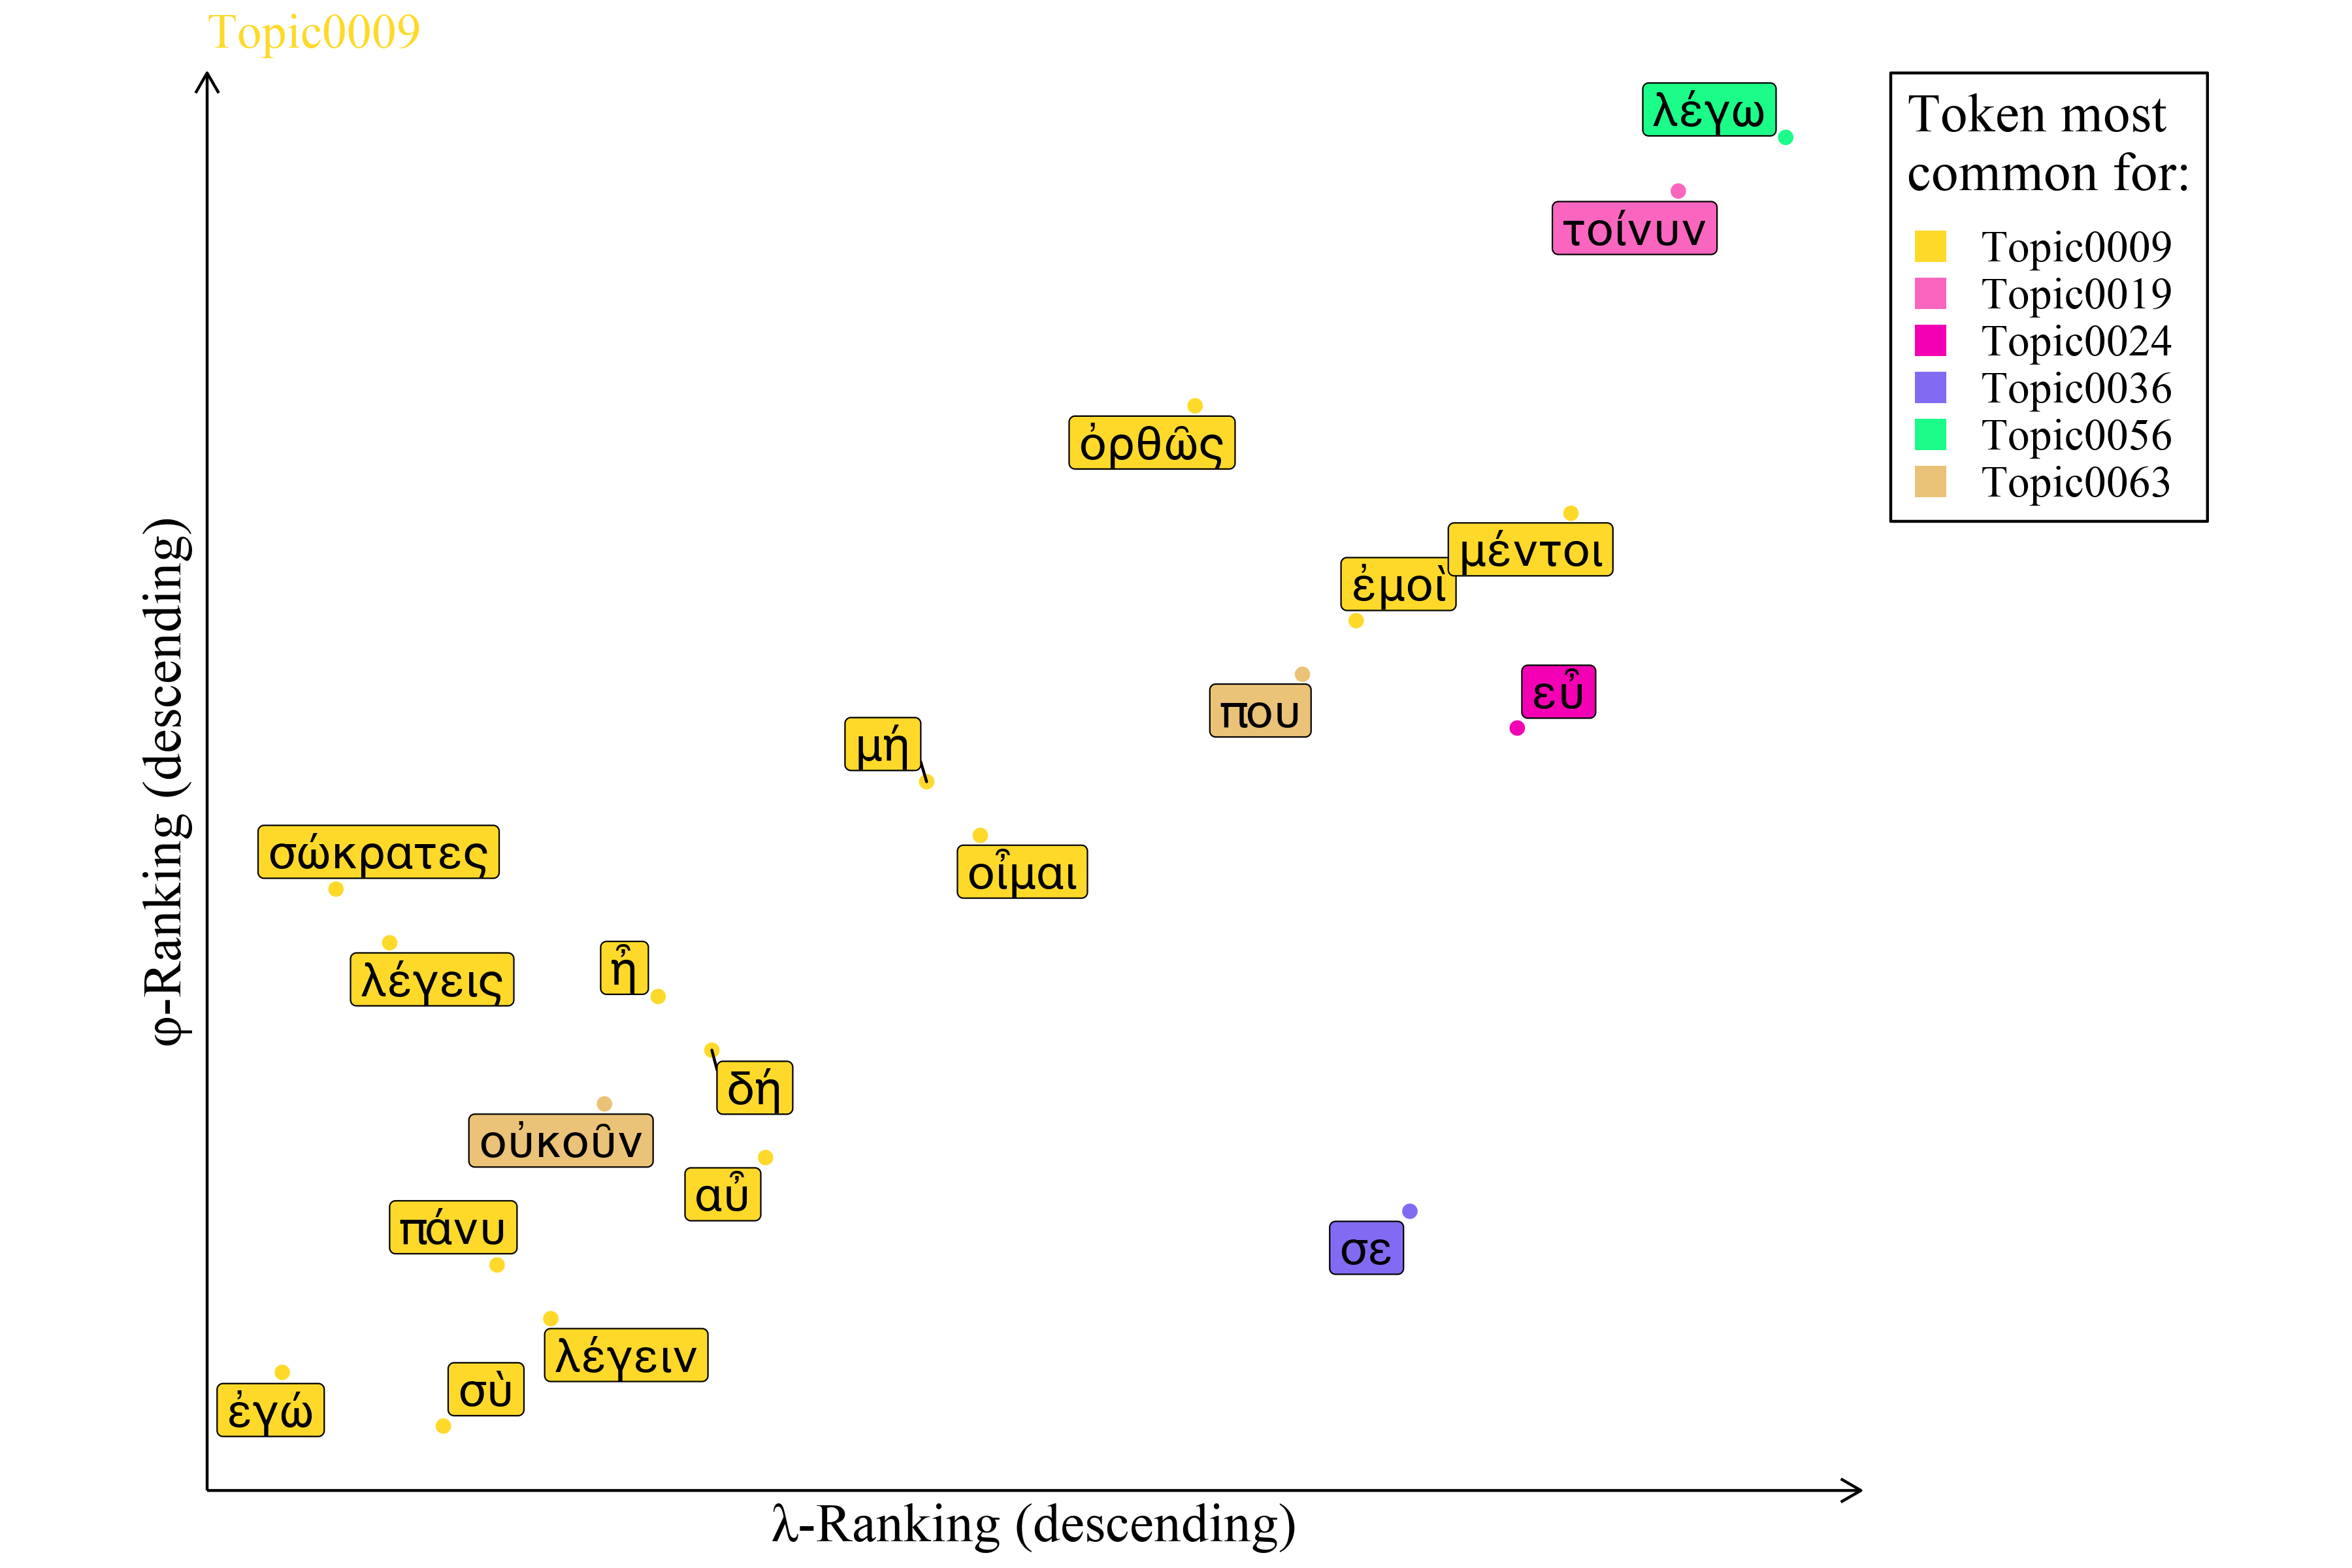 Topic0009
λέγω
τοίνυν
ὀρθῶς
μέντοι
ἐμοὶ
εὖ
που
μή
οἶμαι
σώκρατες
λέγεις
ἦ
δή
οὐκοῦν
αὖ
πάνυ
σε
λέγειν
σὺ
ἐγώ
φ-Ranking (descending)
λ-Ranking (descending)
Token most
common for:
Topic0009
Topic0019
Topic0024
Topic0036
Topic0056
Topic0063